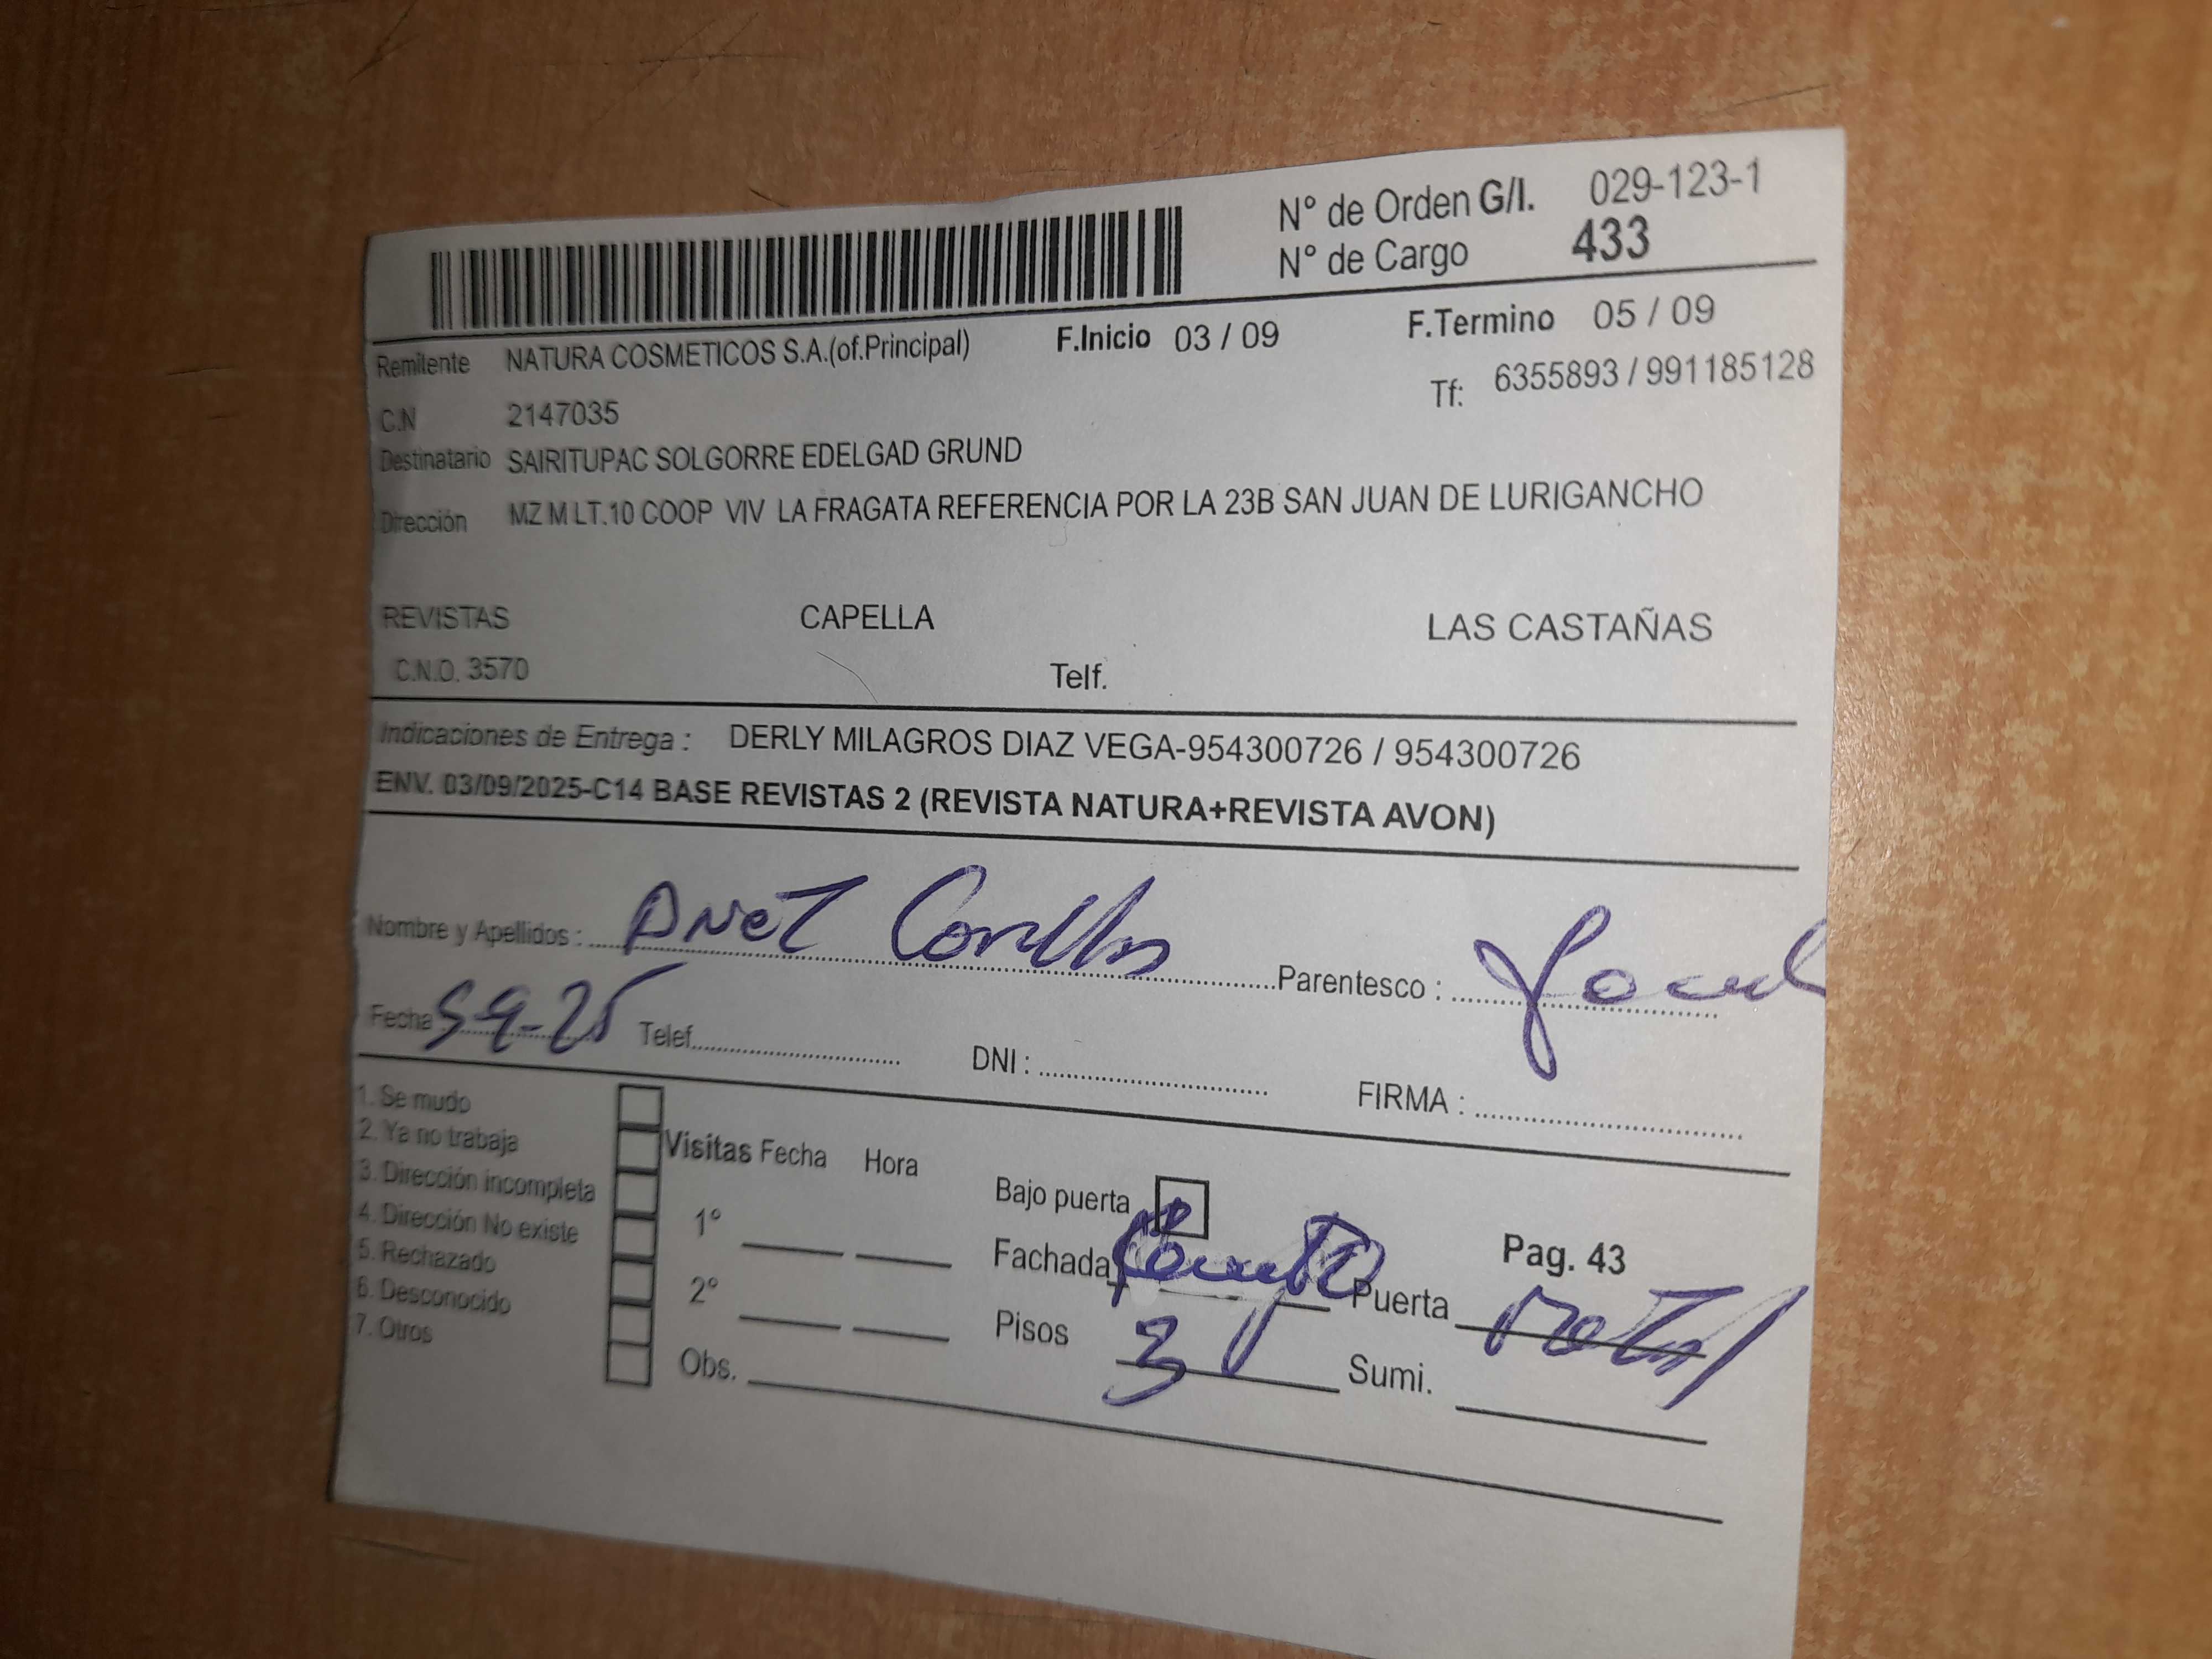 N° de Orden G/I. 029-123-1
N° de Cargo 433
Remitente NATURA COSMETICOS S.A.(of.Principal) F.Inicio 03 / 09 F.Termino 05 / 09
C.N 2147035 Tf: 6355893 / 991185128
Destinatario SAIRITUPAC SOLGORRE EDELGAD GRUND
Dirección MZ M LT.10 COOP VIV LA FRAGATA REFERENCIA POR LA 23B SAN JUAN DE LURIGANCHO
REVISTAS CAPELLA LAS CASTAÑAS
C.N.O. 3570 Telf.
Indicaciones de Entrega : DERLY MILAGROS DIAZ VEGA-954300726 / 954300726
ENV. 03/09/2025-C14 BASE REVISTAS 2 (REVISTA NATURA+REVISTA AVON)
Nombre y Apellidos : Parentesco :
Fecha 5-9-25 Telef. DNI : FIRMA :
1. Se mudo
2. Ya no trabaja
3. Dirección incompleta
4. Dirección No existe
5. Rechazado
6. Desconocido
7. Otros
Visitas Fecha Hora
1°
2°
Obs.
Bajo puerta
Fachada Puerta
Pisos 3 Sumi.
Pag. 43